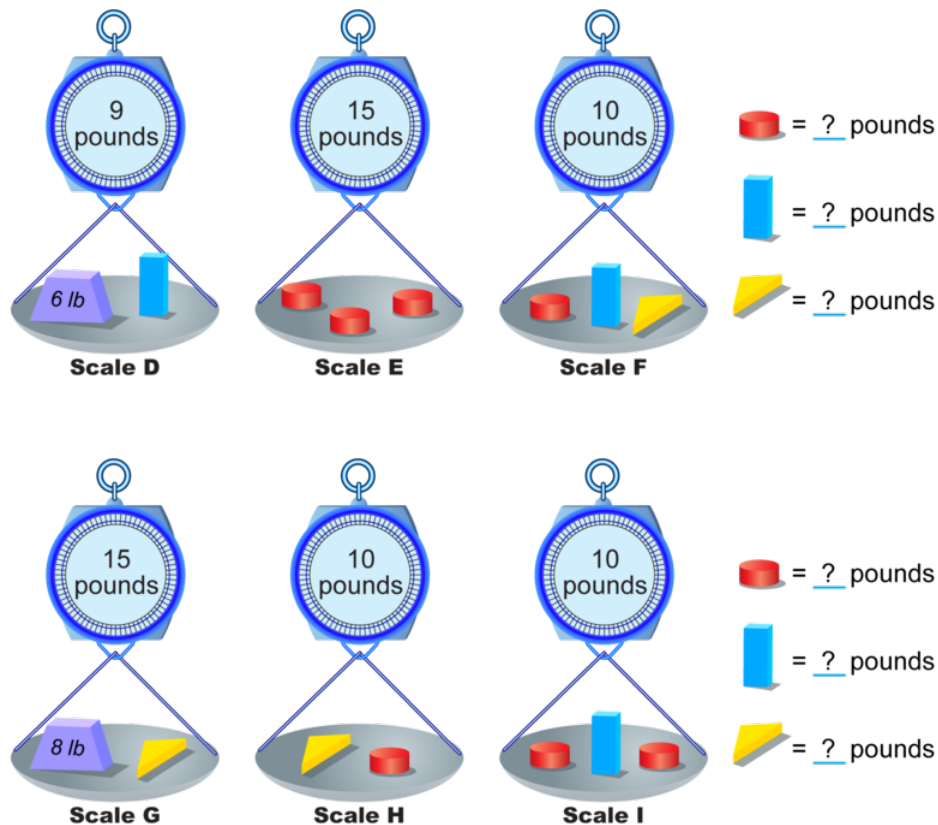 9
pounds
15
pounds
10
pounds
= ? pounds
= ? pounds
= ? pounds
6 lb
Scale D
Scale E
Scale F
15
pounds
10
pounds
10
pounds
= ? pounds
= ? pounds
= ? pounds
8 lb
Scale G
Scale H
Scale I